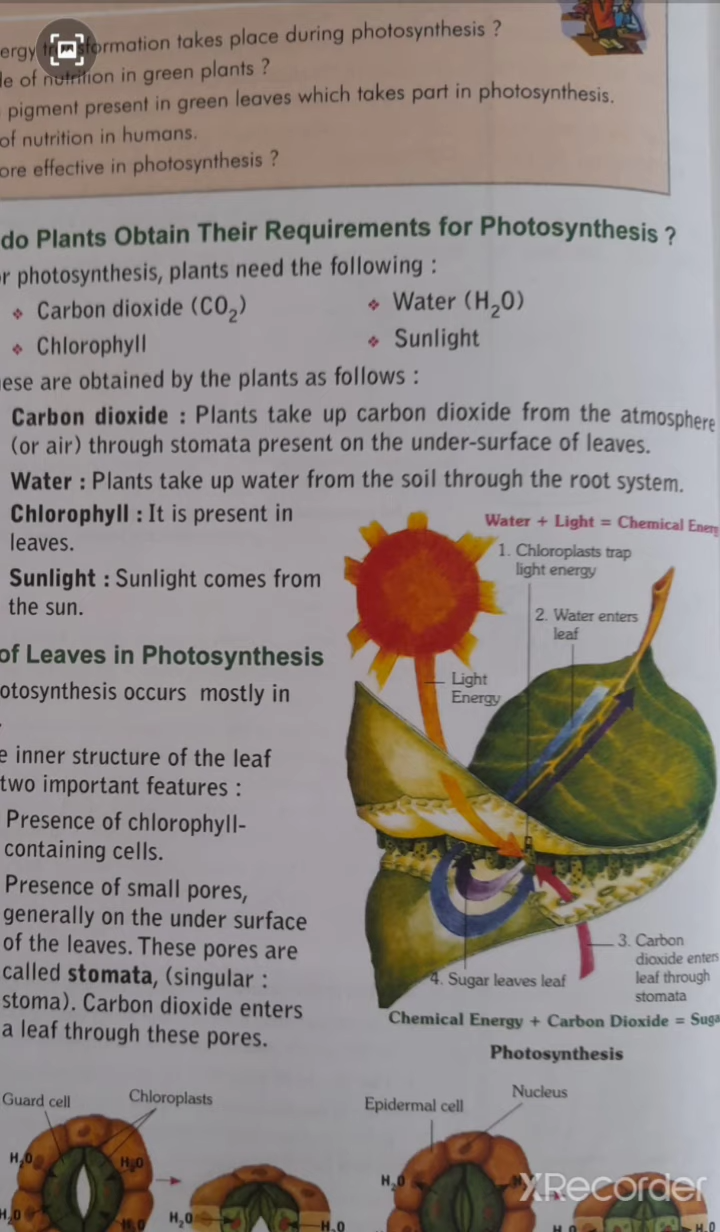 ergy transformation takes place during photosynthesis ?
de of nutrition in green plants ?
pigment present in green leaves which takes part in photosynthesis.
of nutrition in humans.
ore effective in photosynthesis ?
do Plants Obtain Their Requirements for Photosynthesis ?
r photosynthesis, plants need the following :
❖ Carbon dioxide (CO₂) ❖ Water (H₂O)
❖ Chlorophyll ❖ Sunlight
ese are obtained by the plants as follows :
Carbon dioxide : Plants take up carbon dioxide from the atmosphere
(or air) through stomata present on the under-surface of leaves.
Water : Plants take up water from the soil through the root system.
Chlorophyll : It is present in
leaves.
Sunlight : Sunlight comes from
the sun.
of Leaves in Photosynthesis
otosynthesis occurs mostly in
.
e inner structure of the leaf
two important features :
Presence of chlorophyll-
containing cells.
Presence of small pores,
generally on the under surface
of the leaves. These pores are
called stomata, (singular :
stoma). Carbon dioxide enters
a leaf through these pores.
Water + Light = Chemical Energ
1. Chloroplasts trap
light energy
2. Water enters
leaf
Light
Energy
3. Carbon
dioxide enters
leaf through
stomata
4. Sugar leaves leaf
Chemical Energy + Carbon Dioxide = Suga
Photosynthesis
Guard cell
Chloroplasts
H₂O
H₂O
H₂O
H₂O
H₂O
H₂O
Epidermal cell
Nucleus
H₂O
XRecorder